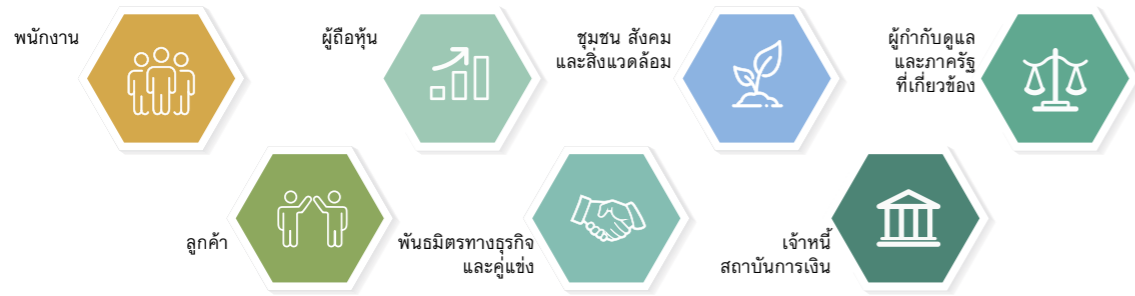 พนักงาน
ผู้ถือหุ้น
ชุมชน สังคม
และสิ่งแวดล้อม
ผู้กำกับดูแล
และภาครัฐ
ที่เกี่ยวข้อง
ลูกค้า
พันธมิตรทางธุรกิจ
และคู่แข่ง
เจ้าหนี้
สถาบันการเงิน